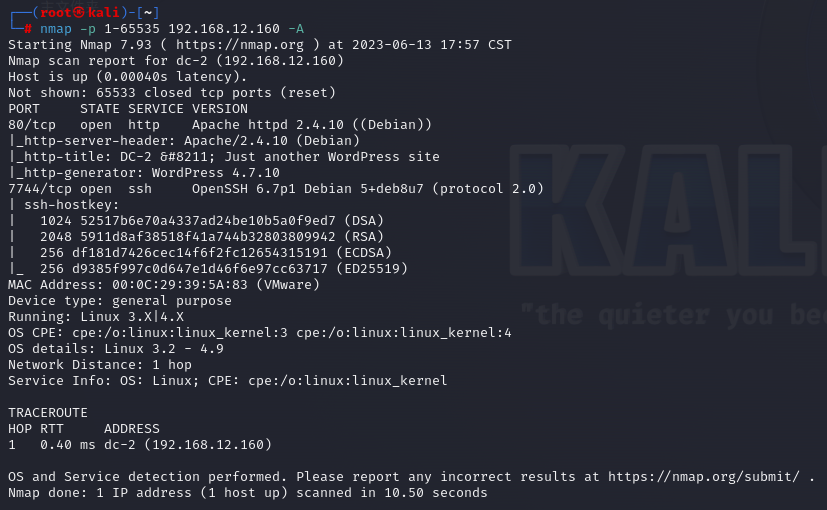 ┌──(root㉿kali)-[~]
└─# nmap -p 1-65535 192.168.12.160 -A
Starting Nmap 7.93 ( https://nmap.org ) at 2023-06-13 17:57 CST
Nmap scan report for dc-2 (192.168.12.160)
Host is up (0.00040s latency).
Not shown: 65533 closed tcp ports (reset)
PORT     STATE SERVICE VERSION
80/tcp   open  http    Apache httpd 2.4.10 ((Debian))
|_http-server-header: Apache/2.4.10 (Debian)
|_http-title: DC-2 &#8211; Just another WordPress site
|_http-generator: WordPress 4.7.10
7744/tcp open  ssh     OpenSSH 6.7p1 Debian 5+deb8u7 (protocol 2.0)
| ssh-hostkey:
|   1024 52517b6e70a4337ad24be10b5a0f9ed7 (DSA)
|   2048 5911d8af38518f41a744b32803809942 (RSA)
|   256 df181d7426cec14f6f2fc12654315191 (ECDSA)
|_  256 d9385f997c0d647e1d46f6e97cc63717 (ED25519)
MAC Address: 00:0C:29:39:5A:83 (VMware)
Device type: general purpose
Running: Linux 3.X|4.X
OS CPE: cpe:/o:linux:linux_kernel:3 cpe:/o:linux:linux_kernel:4
OS details: Linux 3.2 - 4.9
Network Distance: 1 hop
Service Info: OS: Linux; CPE: cpe:/o:linux:linux_kernel
TRACEROUTE
HOP RTT     ADDRESS
1   0.40 ms dc-2 (192.168.12.160)
OS and Service detection performed. Please report any incorrect results at https://nmap.org/submit/ .
Nmap done: 1 IP address (1 host up) scanned in 10.50 seconds
KALI
"the quieter you bec